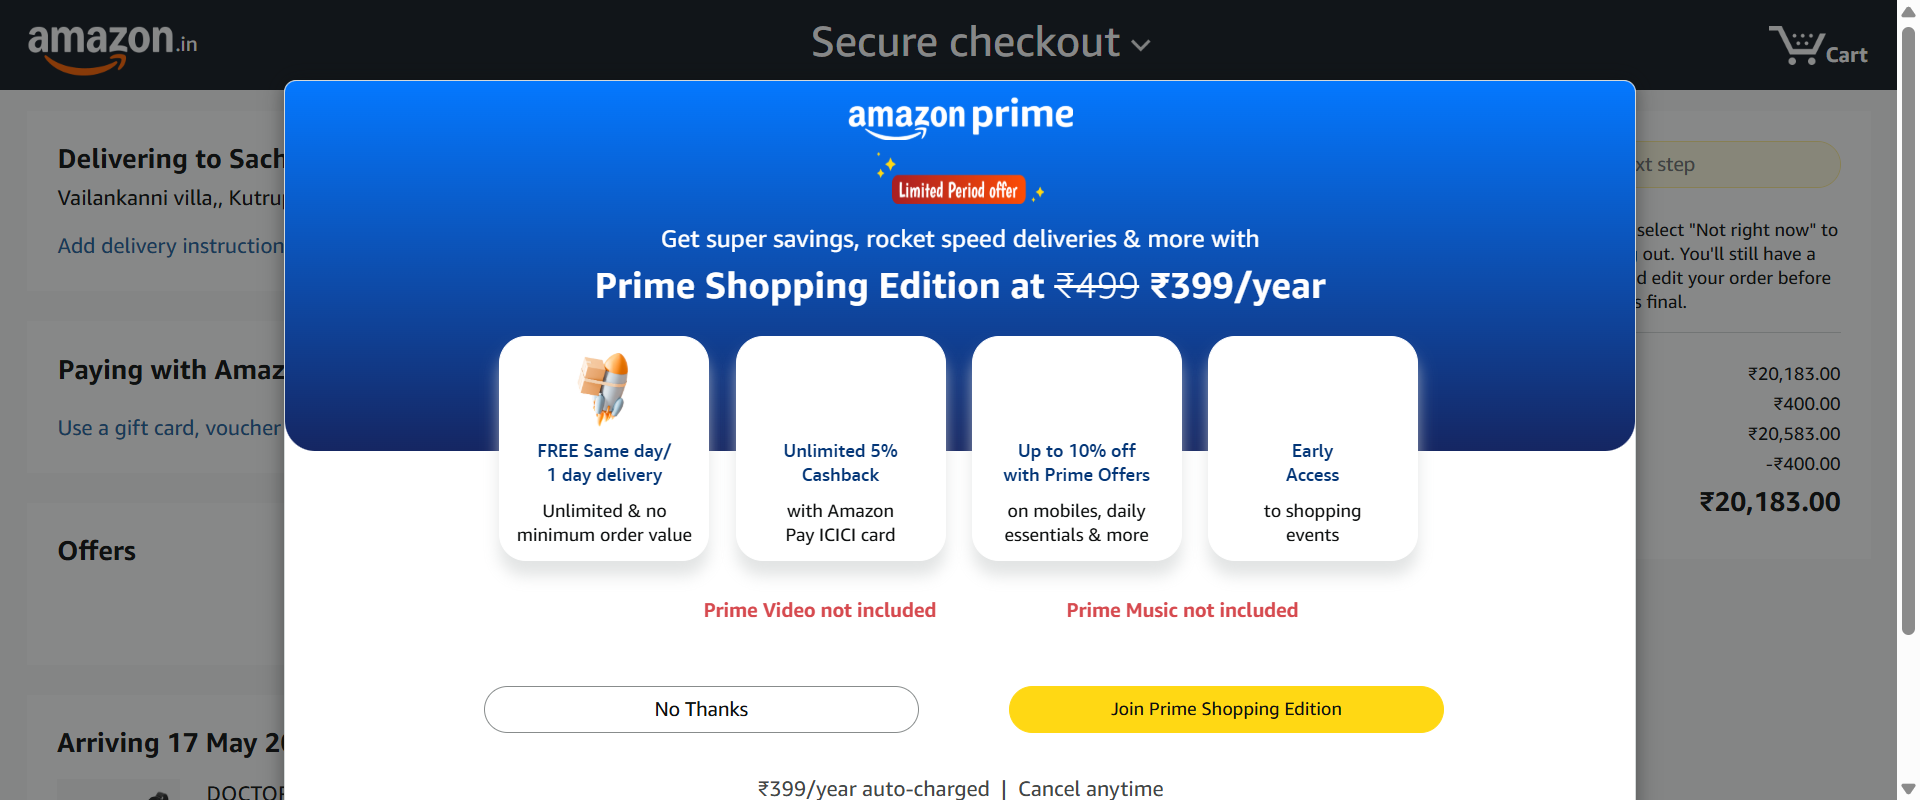 amazon.in
Secure checkout
Cart
Delivering to Sach
Vailankanni villa,, Kutrup
Add delivery instruction
Paying with Amaz
Use a gift card, voucher
Offers
Arriving 17 May 20
DOCTOR
amazon prime
Limited Period offer
Get super savings, rocket speed deliveries & more with
Prime Shopping Edition at ₹499 ₹399/year
FREE Same day/
1 day delivery
Unlimited & no
minimum order value
Unlimited 5%
Cashback
with Amazon
Pay ICICI card
Up to 10% off
with Prime Offers
on mobiles, daily
essentials & more
Early
Access
to shopping
events
Prime Video not included
Prime Music not included
No Thanks
Join Prime Shopping Edition
₹399/year auto-charged | Cancel anytime
xt step
select "Not right now" to
out. You'll still have a
d edit your order before
s final.
₹20,183.00
₹400.00
₹20,583.00
-₹400.00
₹20,183.00